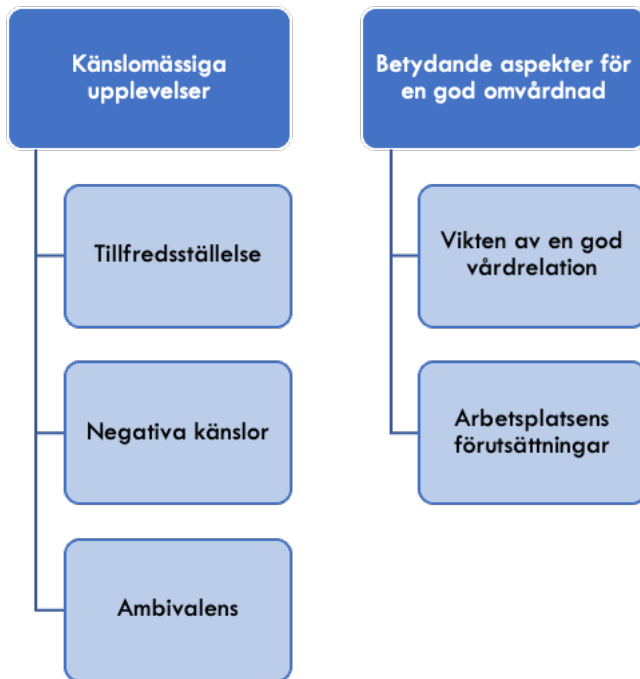 Känslomässiga
upplevelser
Tillfredsställelse
Negativa känslor
Ambivalens
Betydande aspekter för
en god omvårdnad
Vikten av en god
vårdrelation
Arbetsplatsens
förutsättningar